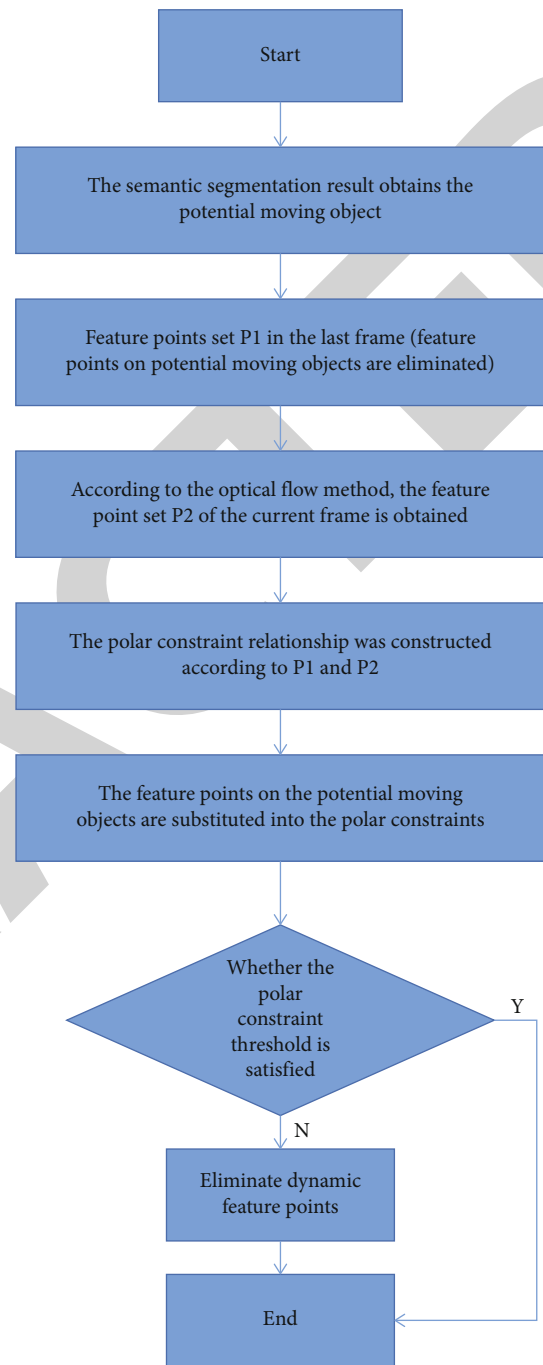 Start
The semantic segmentation result obtains the
potential moving object
Feature points set P1 in the last frame (feature
points on potential moving objects are eliminated)
According to the optical flow method, the feature
point set P2 of the current frame is obtained
The polar constraint relationship was constructed
according to P1 and P2
The feature points on the potential moving
objects are substituted into the polar constraints
Whether the
polar
constraint
threshold is
satisfied
Y
N
Eliminate dynamic
feature points
End